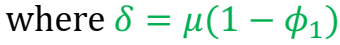 where δ = μ(1 − ϕ₁)